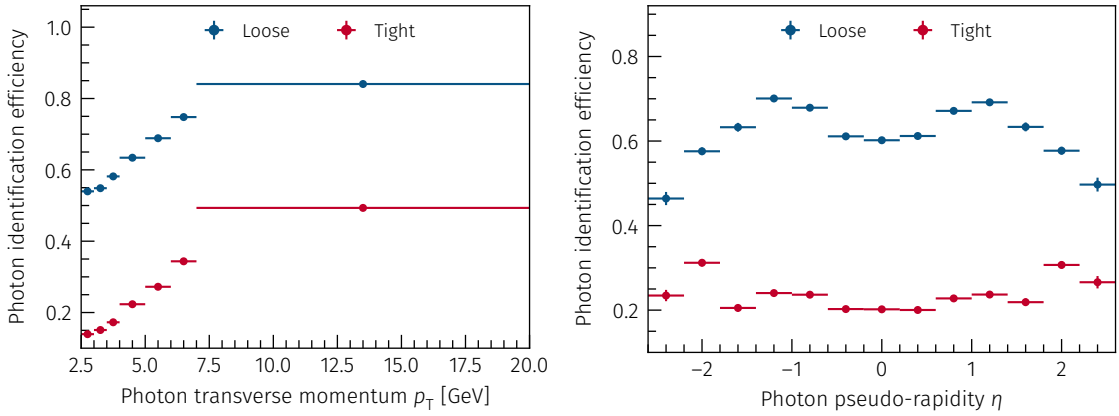 Photon identification efficiency
1.0
0.8
0.6
0.4
0.2
Loose
Tight
2.5
5.0
7.5
10.0
12.5
15.0
17.5
20.0
Photon transverse momentum p_T [GeV]
Photon identification efficiency
0.8
0.6
0.4
0.2
Loose
Tight
−2
−1
0
1
2
Photon pseudo-rapidity η